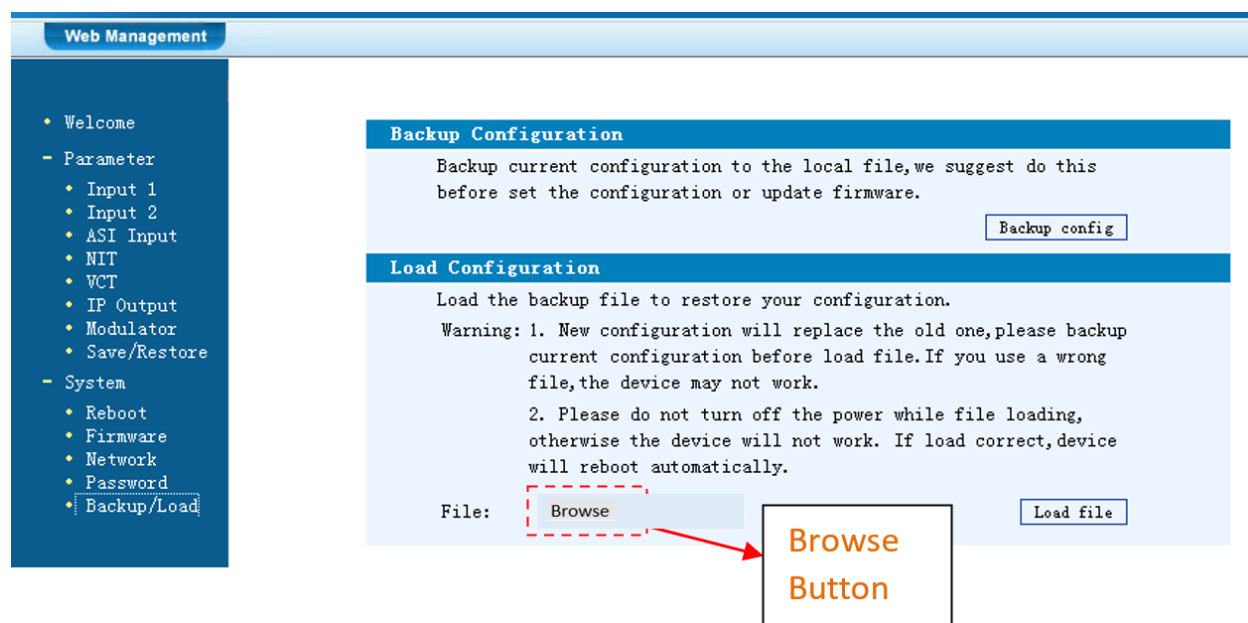 Web Management
• Welcome
- Parameter
• Input 1
• Input 2
• ASI Input
• NIT
• VCT
• IP Output
• Modulator
• Save/Restore
- System
• Reboot
• Firmware
• Network
• Password
• Backup/Load
Backup Configuration
Backup current configuration to the local file,we suggest do this
before set the configuration or update firmware.
Backup config
Load Configuration
Load the backup file to restore your configuration.
Warning: 1. New configuration will replace the old one,please backup
current configuration before load file.If you use a wrong
file,the device may not work.
2. Please do not turn off the power while file loading,
otherwise the device will not work. If load correct,device
will reboot automatically.
File: Browse Load file
Browse
Button